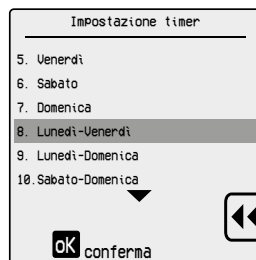 Impostazione timer
5. Venerdì
6. Sabato
7. Domenica
8. Lunedì-Venerdì
9. Lunedì-Domenica
10.Sabato-Domenica
oK conferma